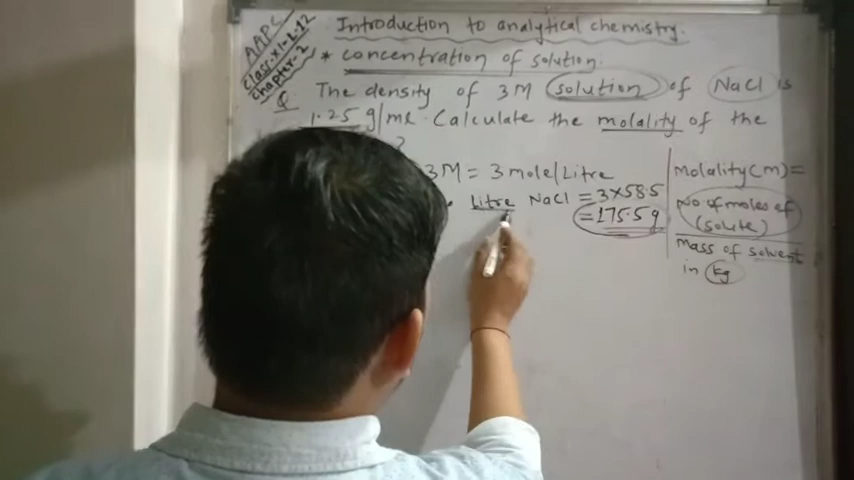 AAPC
Class-XI-L-12
Chapter-2
Introduction to analytical chemistry.
* concentration of solution.
Q The density of 3M solution of NaCl is
1.25 g/ml. Calculate the molality of the
?
3M = 3 mole/Litre
Litre NaCl = 3×58.5
= 175.5 g
Molality(m) =
No of moles of
(solute)
Mass of solvent
in kg